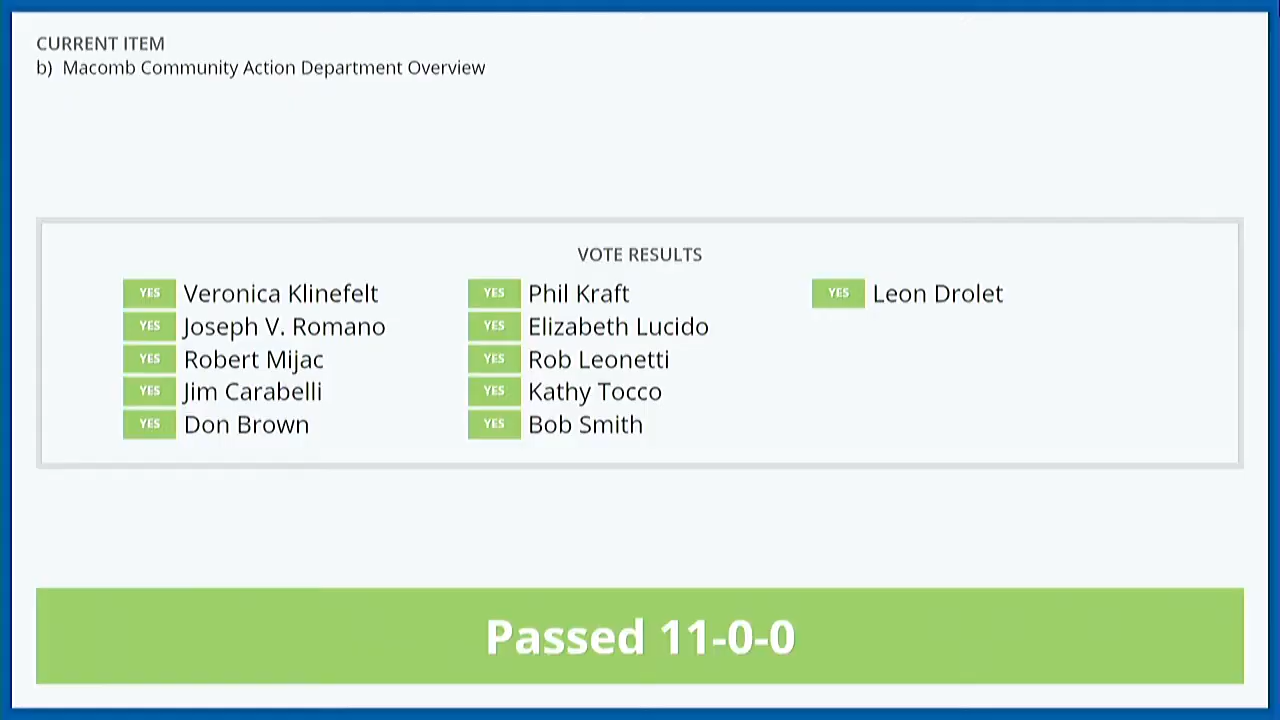 CURRENT ITEM
b) Macomb Community Action Department Overview
VOTE RESULTS
YES Veronica Klinefelt
YES Joseph V. Romano
YES Robert Mijac
YES Jim Carabelli
YES Don Brown
YES Phil Kraft
YES Elizabeth Lucido
YES Rob Leonetti
YES Kathy Tocco
YES Bob Smith
YES Leon Drolet
Passed 11-0-0